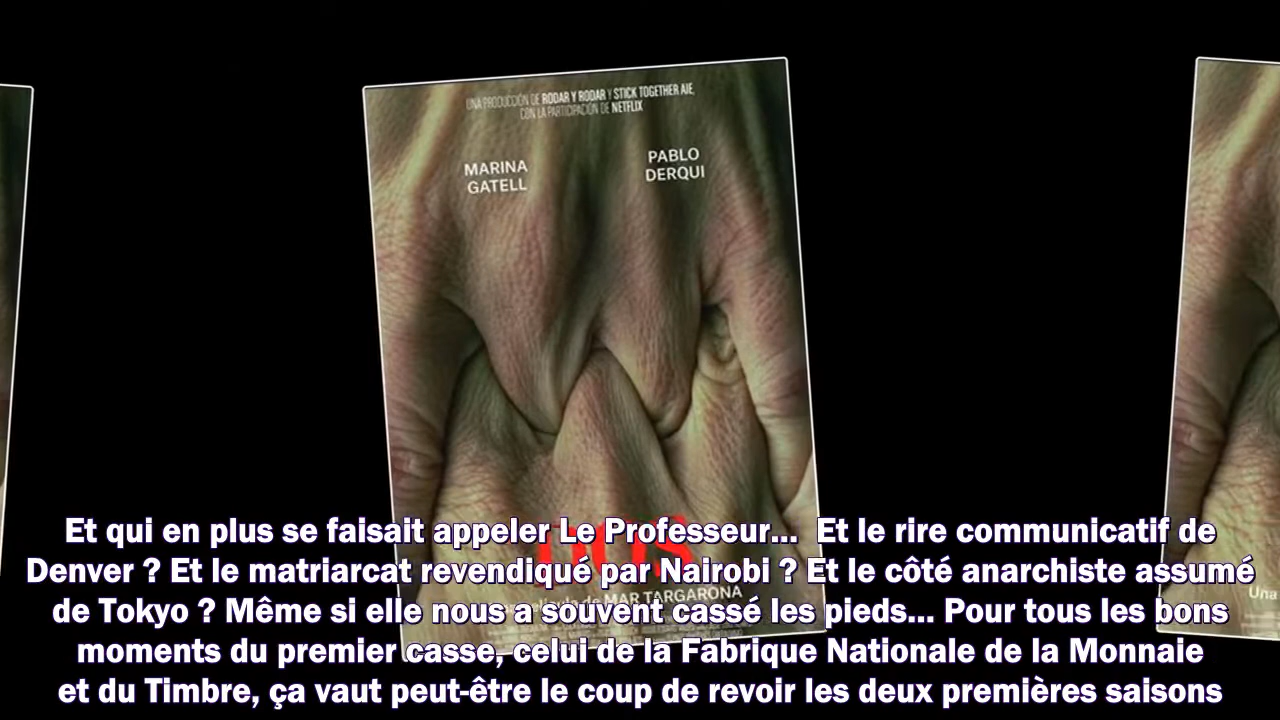 UNA PRODUCCIÓN DE RODAR Y RODAR Y STICK TOGETHER AIE,
CON LA PARTICIPACIÓN DE NETFLIX
MARINA
GATELL
PABLO
DERQUI
DOS
película de MAR TARGARONA
Una
Et qui en plus se faisait appeler Le Professeur... Et le rire communicatif de
Denver ? Et le matriarcat revendiqué par Nairobi ? Et le côté anarchiste assumé
de Tokyo ? Même si elle nous a souvent cassé les pieds... Pour tous les bons
moments du premier casse, celui de la Fabrique Nationale de la Monnaie
et du Timbre, ça vaut peut-être le coup de revoir les deux premières saisons